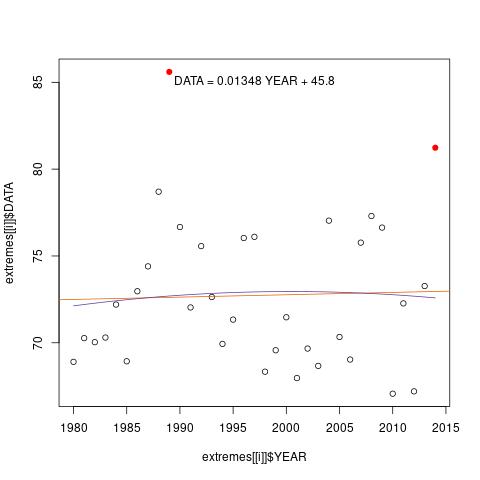 DATA = 0.01348 YEAR + 45.8
extremes[[i]]$DATA
85
80
75
70
1980 1985 1990 1995 2000 2005 2010 2015
extremes[[i]]$YEAR